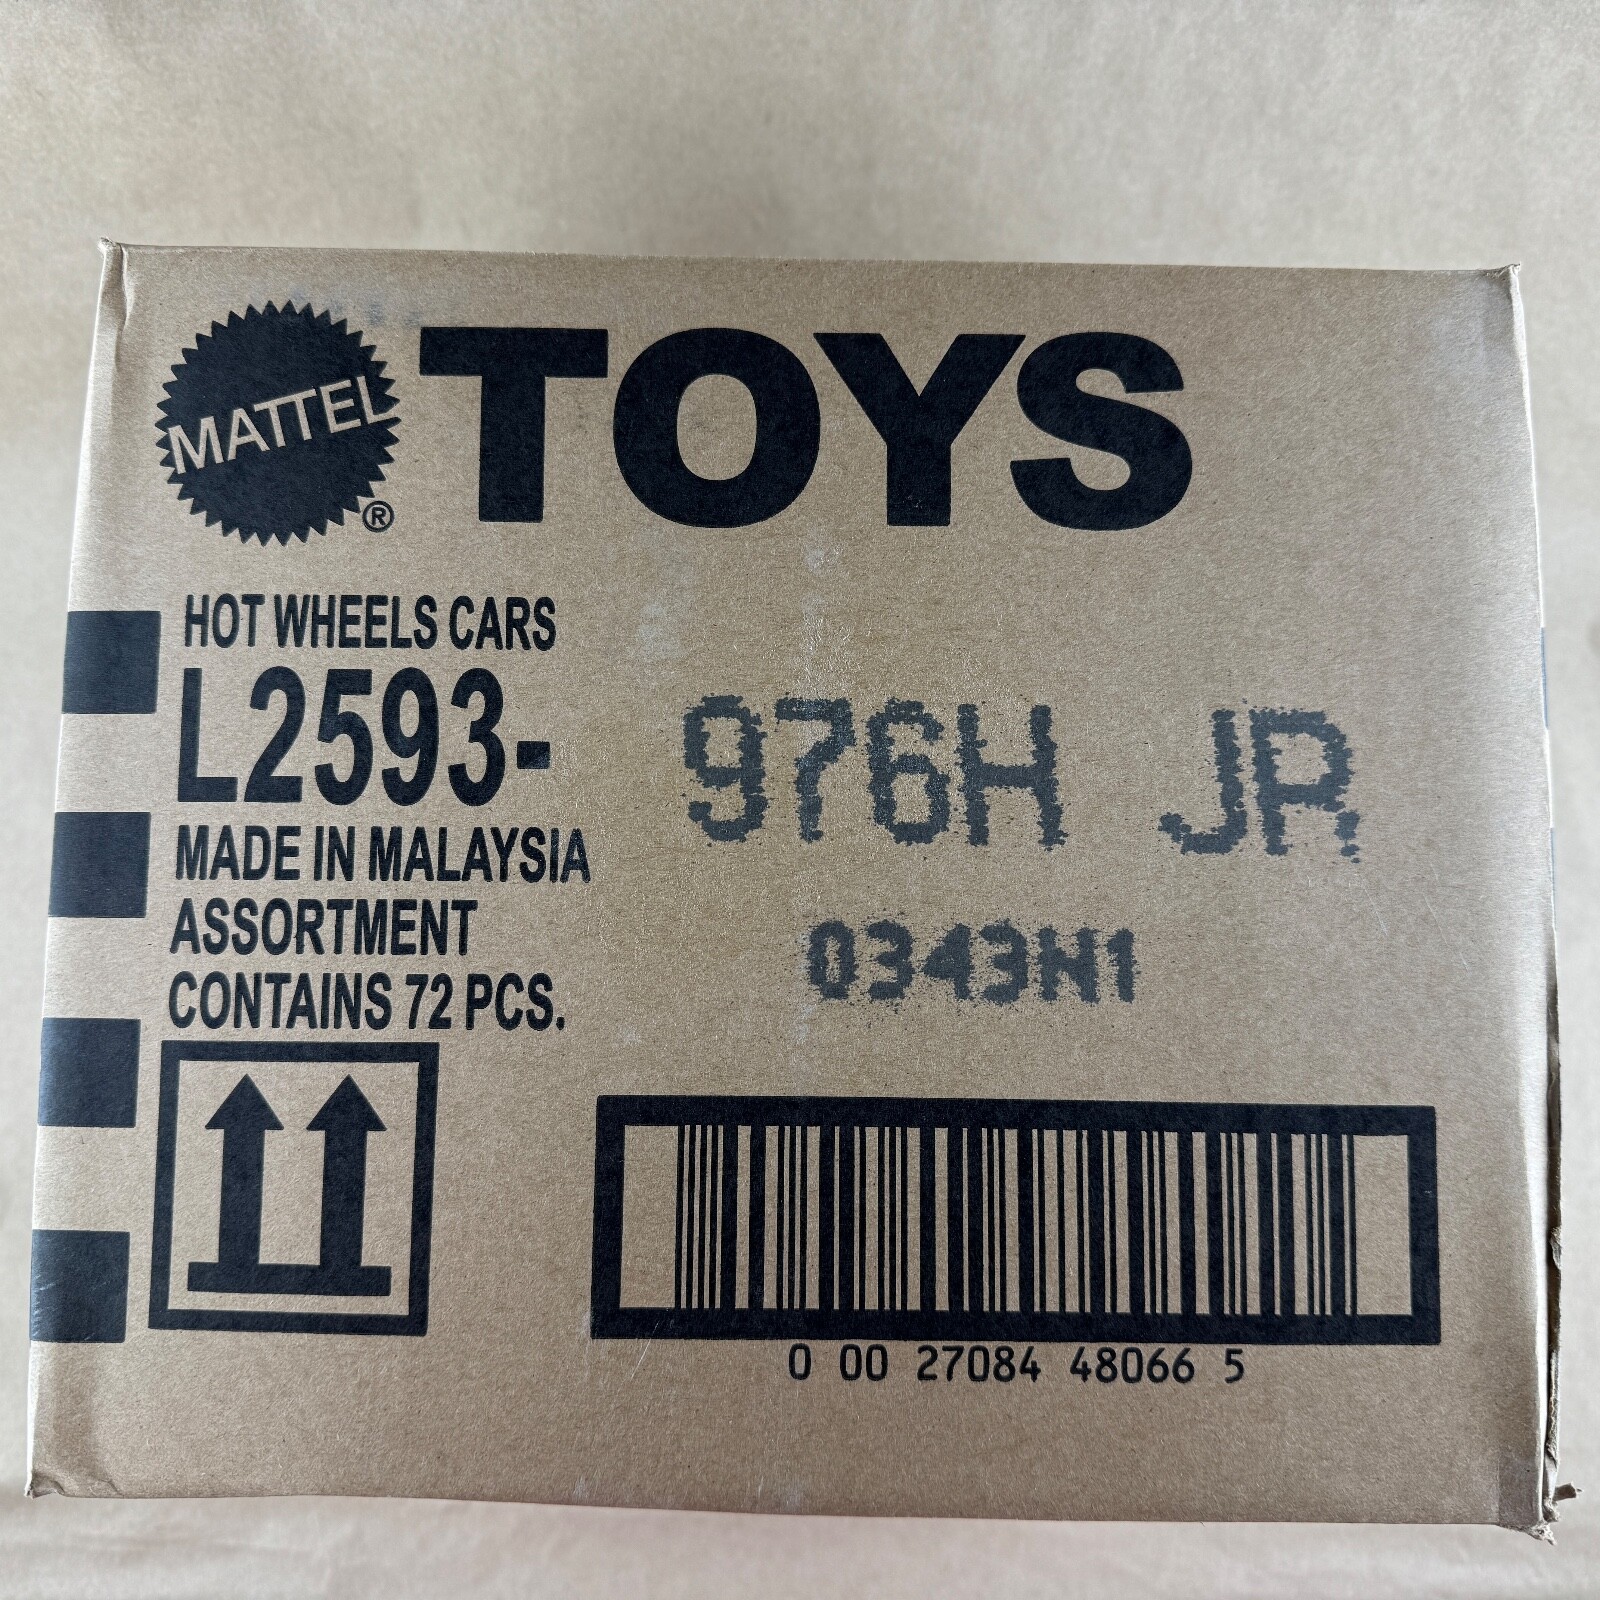 MATTEL ® TOYS
HOT WHEELS CARS
L2593- 976H JR
MADE IN MALAYSIA
ASSORTMENT
0343N1
CONTAINS 72 PCS.
0 00 27084 48066 5